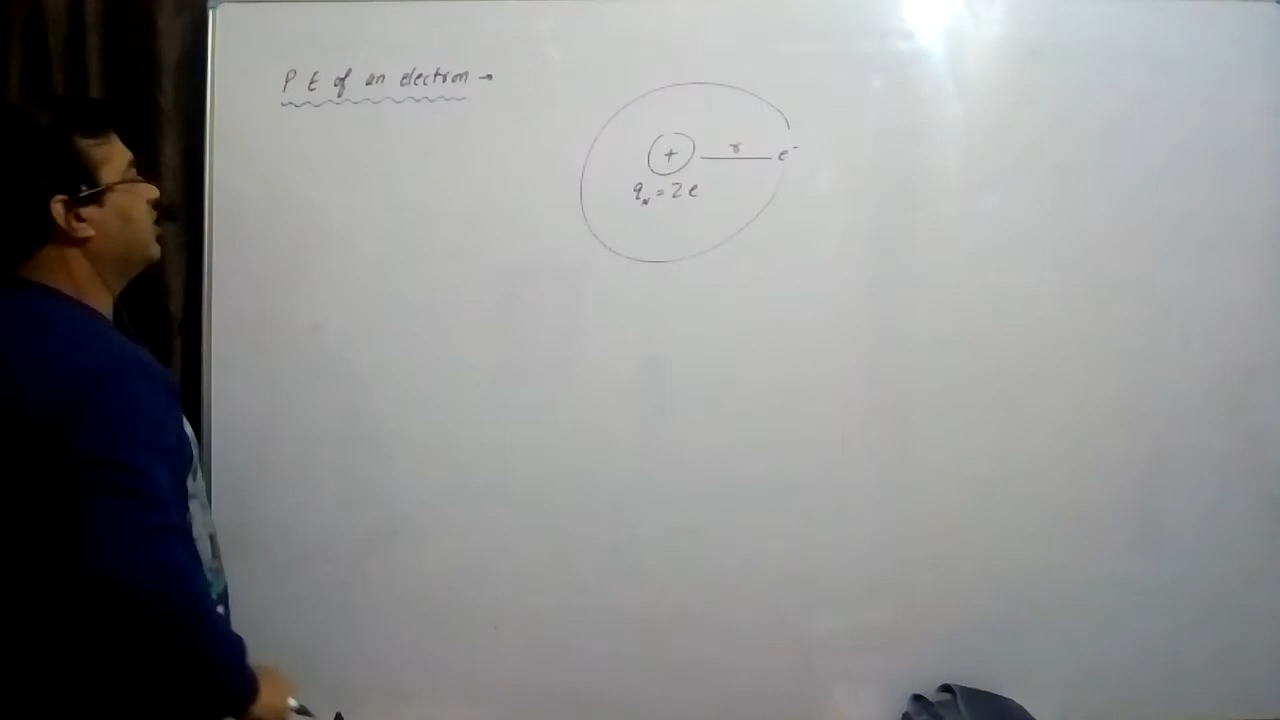 P E of an electron →
+ r e⁻
q_N = Ze